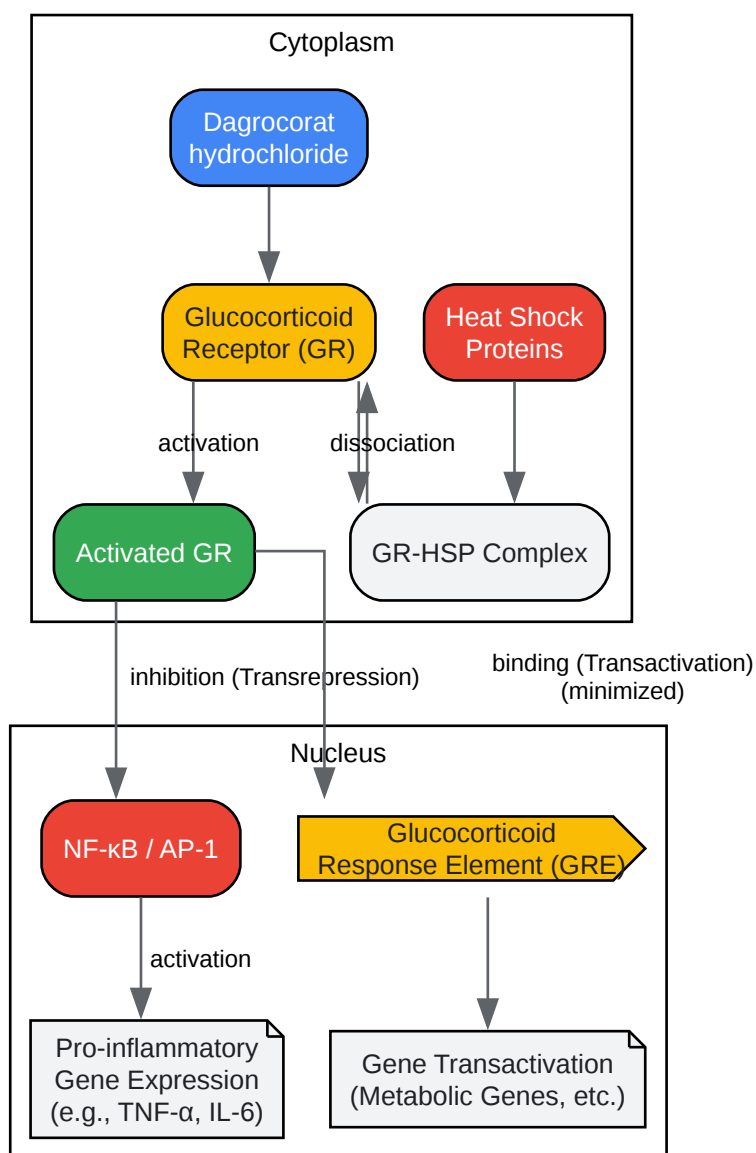 Cytoplasm
Dagrocorat
hydrochloride
Glucocorticoid
Receptor (GR)
Heat Shock
Proteins
activation
dissociation
Activated GR
GR-HSP Complex
inhibition (Transrepression)
binding (Transactivation)
(minimized)
Nucleus
NF-κB / AP-1
Glucocorticoid
Response Element (GRE)
activation
Pro-inflammatory
Gene Expression
(e.g., TNF-α, IL-6)
Gene Transactivation
(Metabolic Genes, etc.)